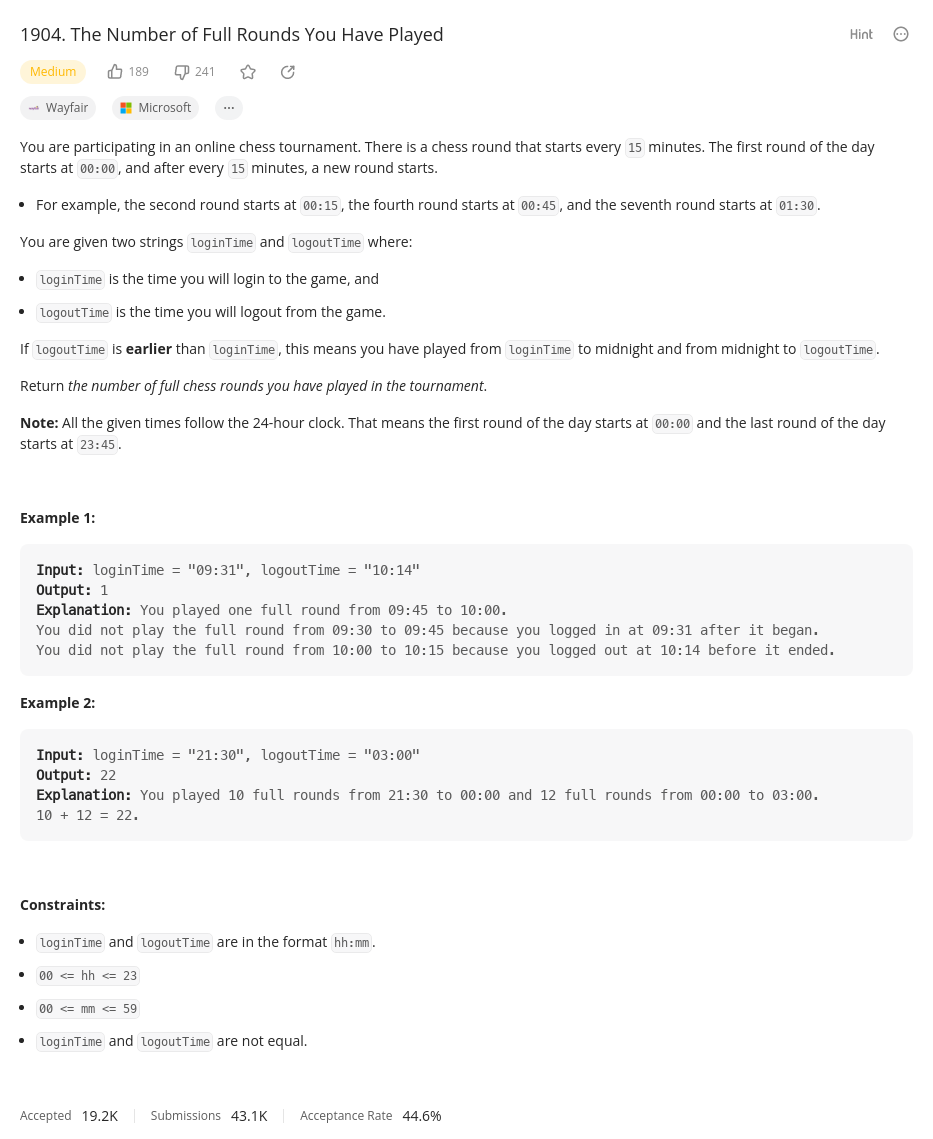 1904. The Number of Full Rounds You Have Played
Hint
Medium 189 241
Wayfair Microsoft ...
You are participating in an online chess tournament. There is a chess round that starts every 15 minutes. The first round of the day
starts at 00:00, and after every 15 minutes, a new round starts.
• For example, the second round starts at 00:15, the fourth round starts at 00:45, and the seventh round starts at 01:30.
You are given two strings loginTime and logoutTime where:
• loginTime is the time you will login to the game, and
• logoutTime is the time you will logout from the game.
If logoutTime is earlier than loginTime, this means you have played from loginTime to midnight and from midnight to logoutTime.
Return the number of full chess rounds you have played in the tournament.
Note: All the given times follow the 24-hour clock. That means the first round of the day starts at 00:00 and the last round of the day
starts at 23:45.
Example 1:
Input: loginTime = "09:31", logoutTime = "10:14"
Output: 1
Explanation: You played one full round from 09:45 to 10:00.
You did not play the full round from 09:30 to 09:45 because you logged in at 09:31 after it began.
You did not play the full round from 10:00 to 10:15 because you logged out at 10:14 before it ended.
Example 2:
Input: loginTime = "21:30", logoutTime = "03:00"
Output: 22
Explanation: You played 10 full rounds from 21:30 to 00:00 and 12 full rounds from 00:00 to 03:00.
10 + 12 = 22.
Constraints:
• loginTime and logoutTime are in the format hh:mm.
• 00 <= hh <= 23
• 00 <= mm <= 59
• loginTime and logoutTime are not equal.
Accepted 19.2K Submissions 43.1K Acceptance Rate 44.6%